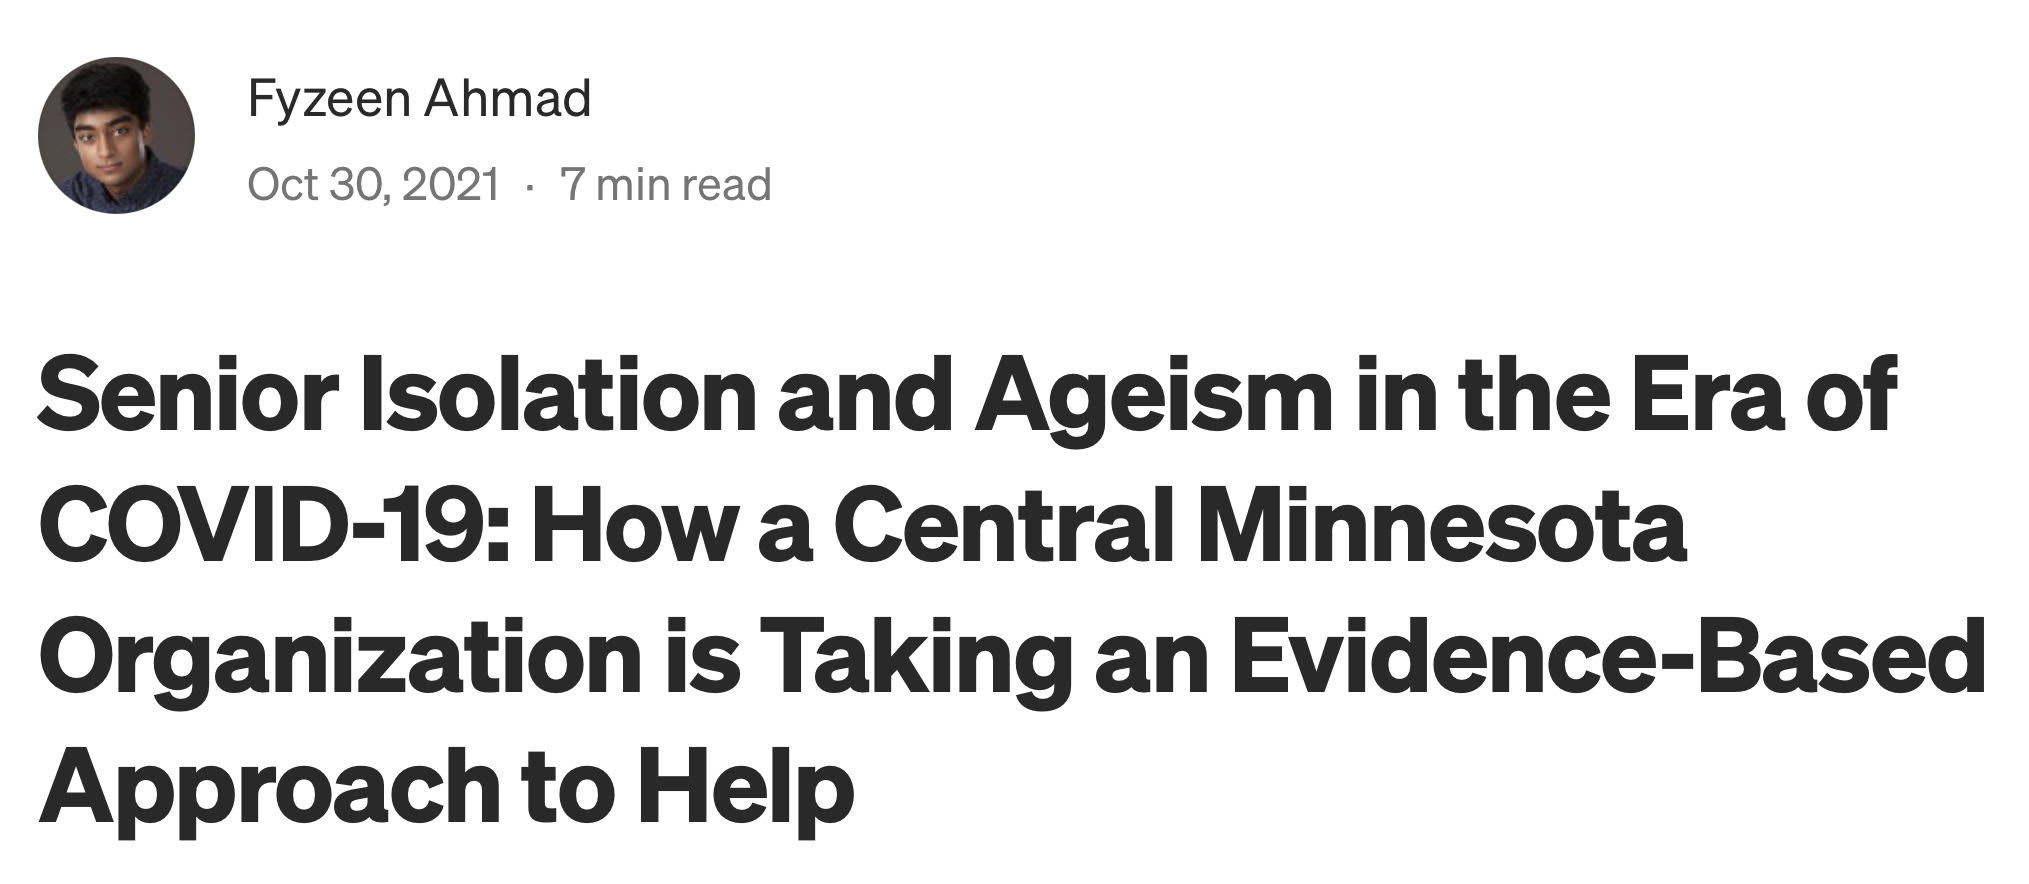 Fyzeen Ahmad
Oct 30, 2021 · 7 min read
Senior Isolation and Ageism in the Era of
COVID-19: How a Central Minnesota
Organization is Taking an Evidence-Based
Approach to Help